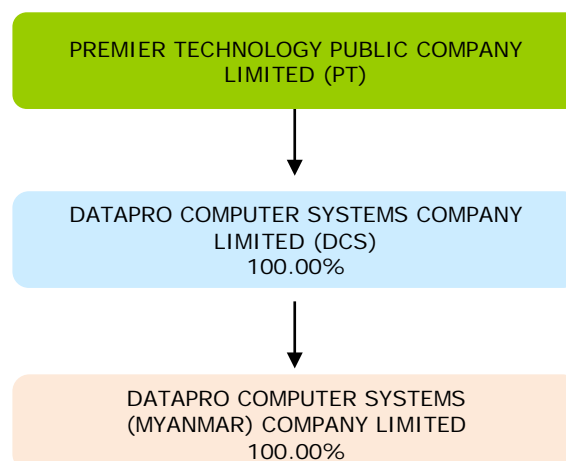 PREMIER TECHNOLOGY PUBLIC COMPANY
LIMITED (PT)
DATAPRO COMPUTER SYSTEMS COMPANY
LIMITED (DCS)
100.00%
DATAPRO COMPUTER SYSTEMS
(MYANMAR) COMPANY LIMITED
100.00%